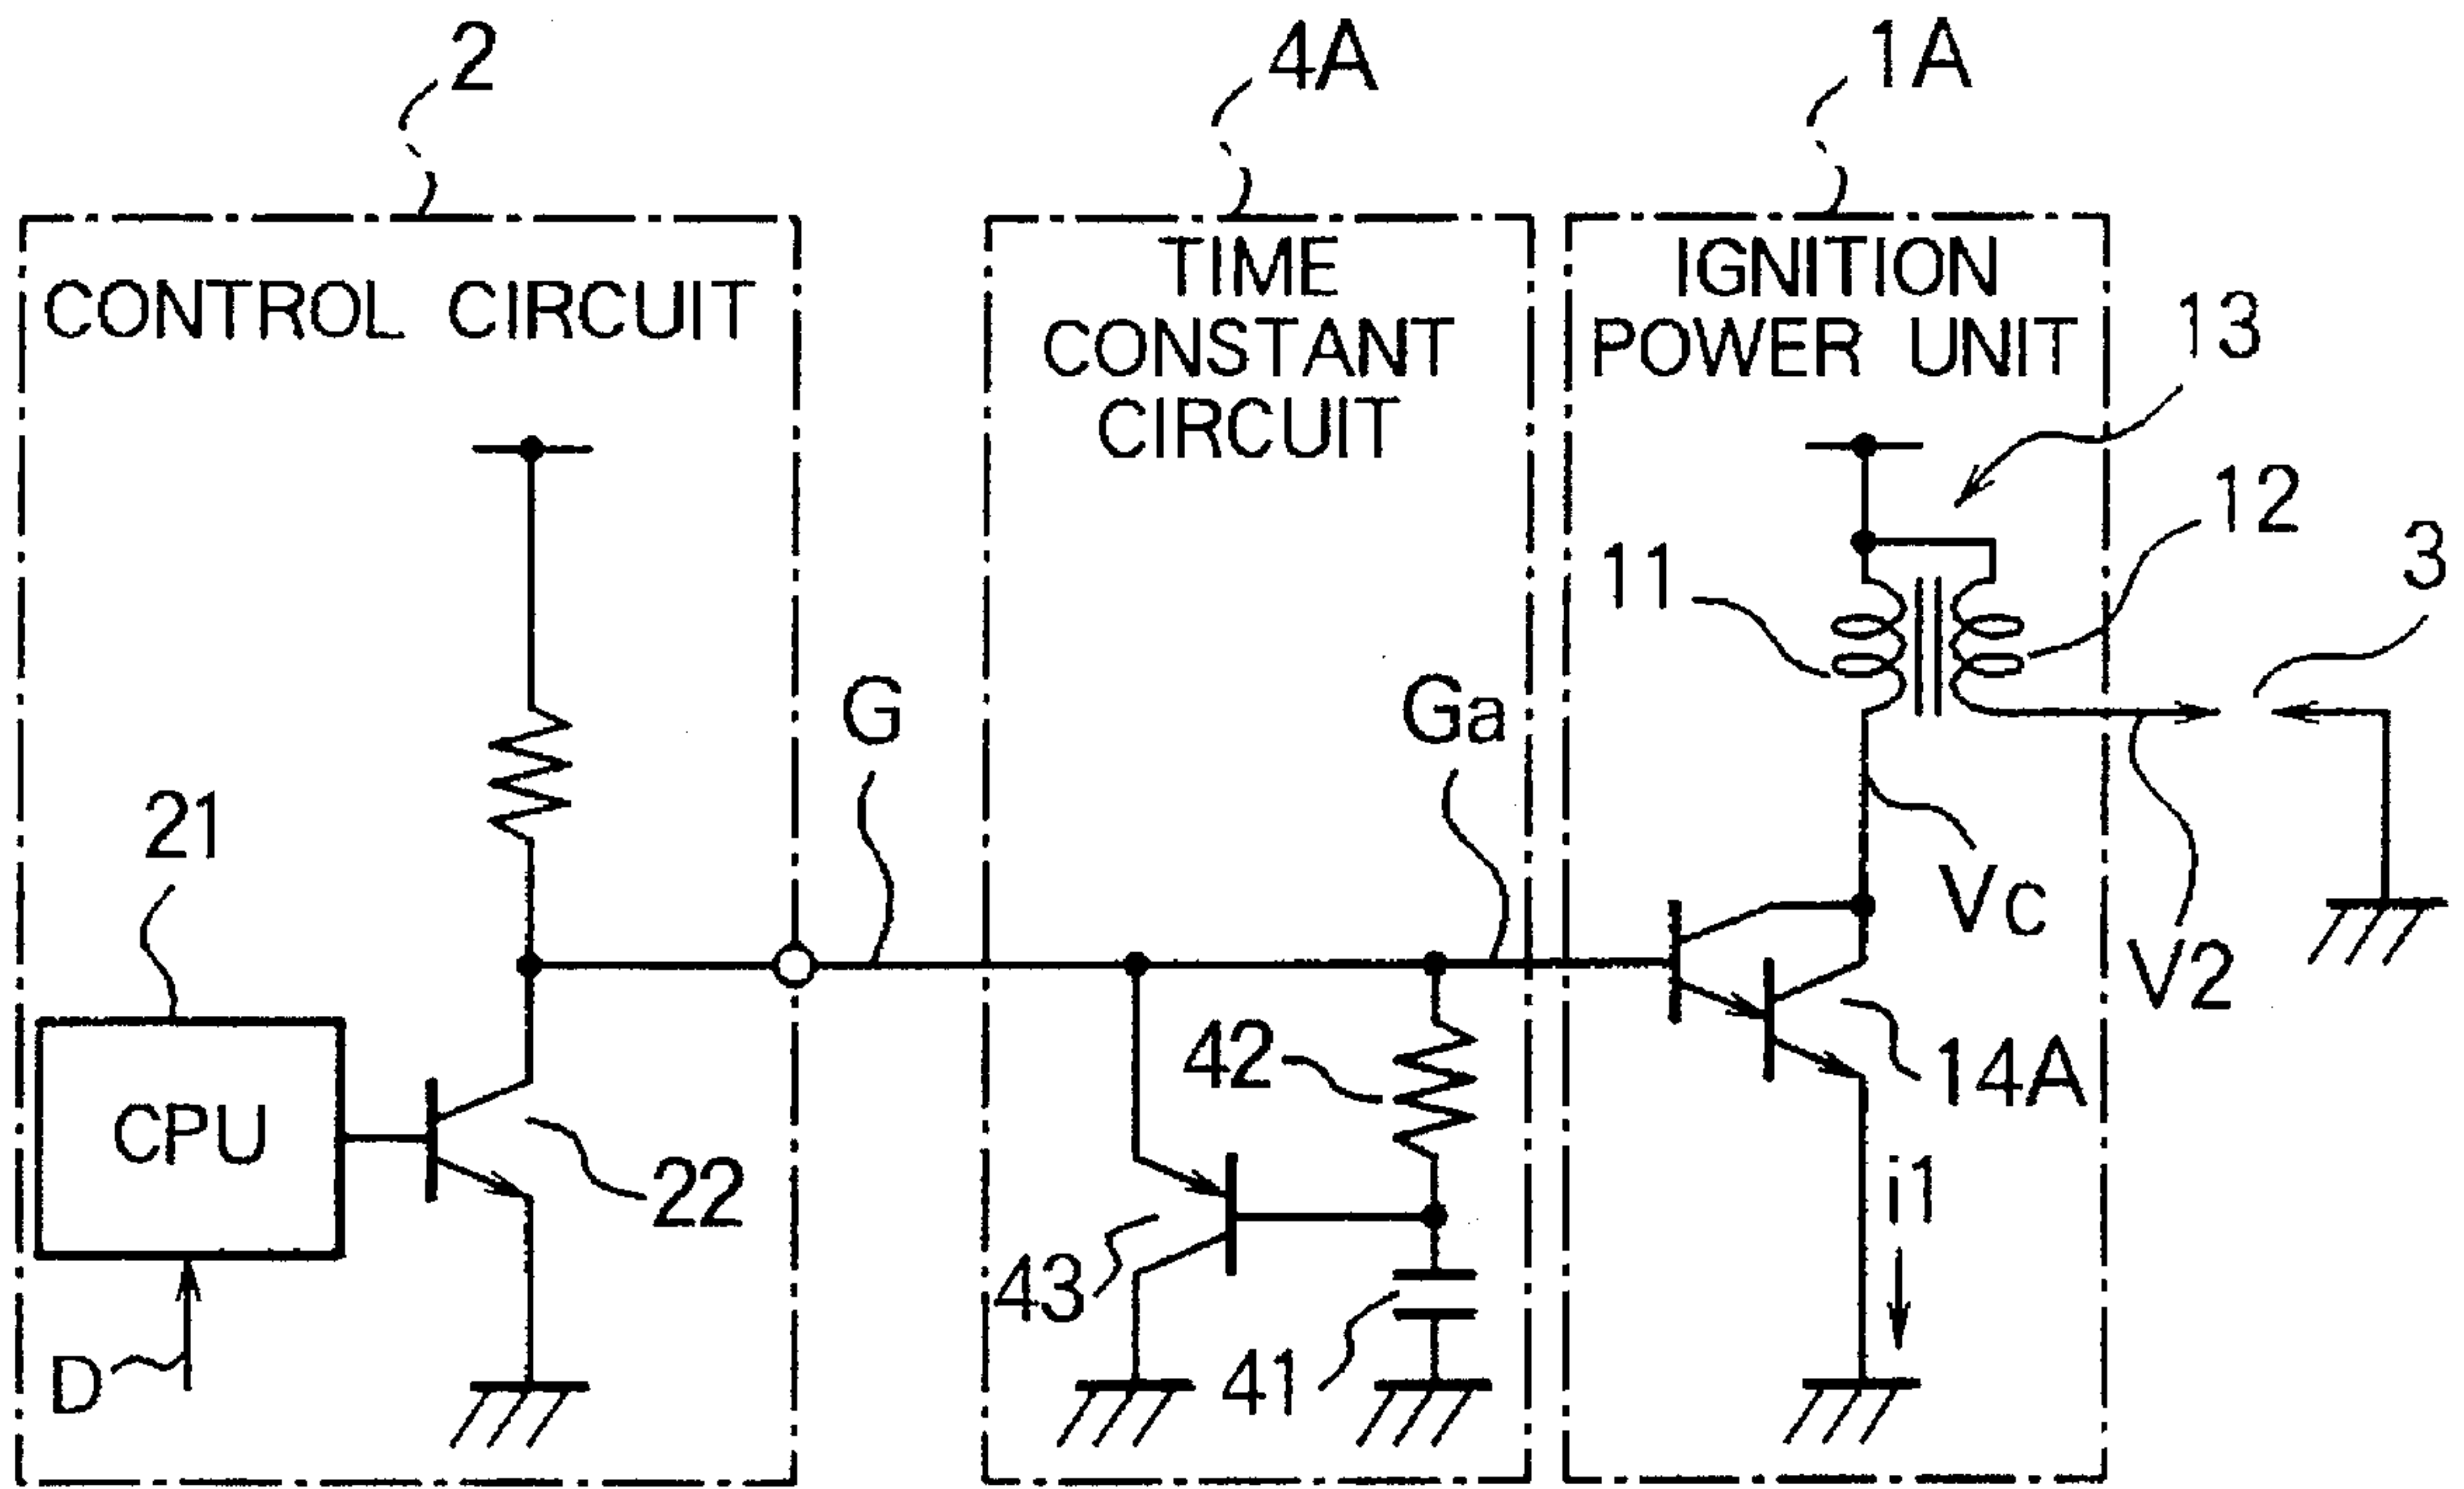 2
4A
1A
CONTROL CIRCUIT
TIME
CONSTANT
CIRCUIT
IGNITION
POWER UNIT
13
12
11
3
G
Ga
21
Vc
V2
CPU
22
42
14A
43
41
i1
D